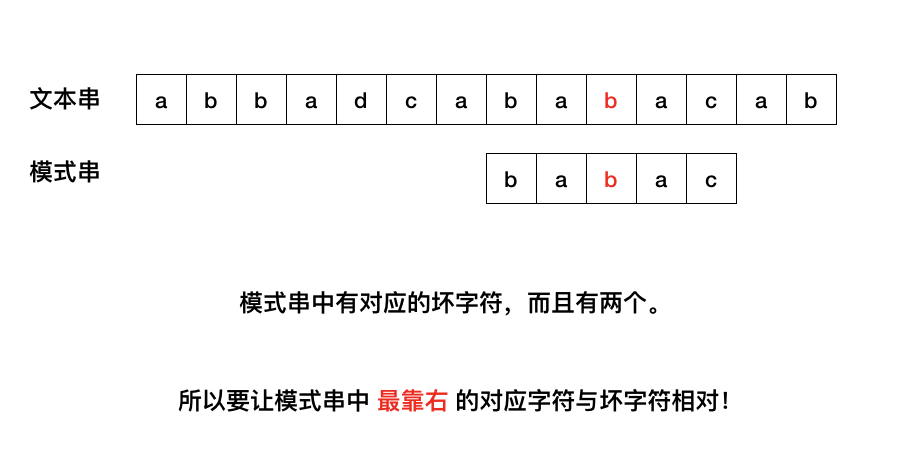 文本串 a b b a d c a b a b a c a b
模式串 b a b a c
模式串中有对应的坏字符，而且有两个。
所以要让模式串中 最靠右 的对应字符与坏字符相对！